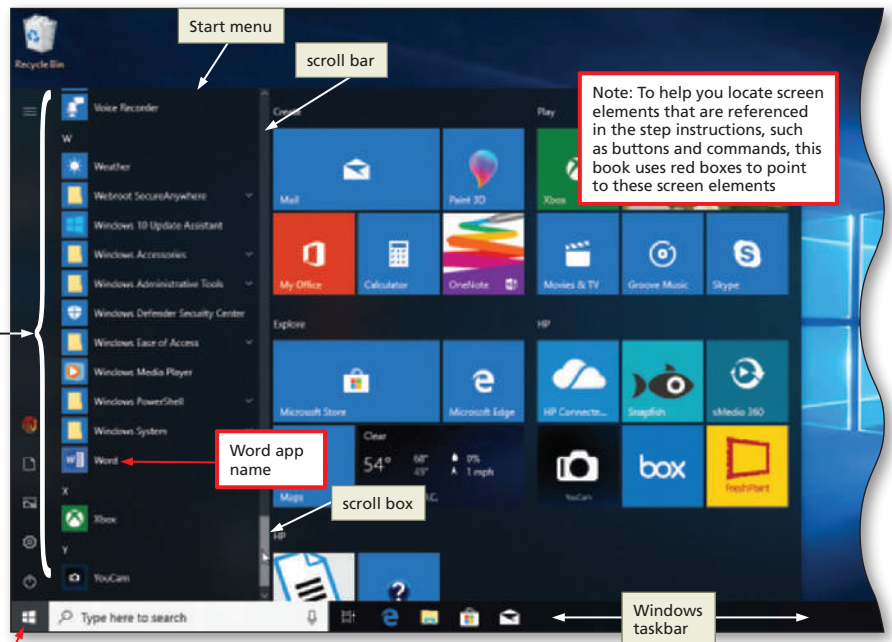 Start menu
scroll bar
Recycle Bin
Note: To help you locate screen
elements that are referenced
in the step instructions, such
as buttons and commands, this
book uses red boxes to point
to these screen elements
Voice Recorder
W
Weather
Webroot SecureAnywhere
Windows 10 Update Assistant
Windows Accessories
Windows Administrative Tools
Windows Defender Security Center
Windows Ease of Access
Windows Media Player
Windows PowerShell
Windows System
Word
Word app
name
X
Xbox
Y
YouCam
scroll box
Create
Mail
Paint 3D
My Office
Calculator
OneNote
Play
Xbox
Movies & TV
Groove Music
Skype
Explore
Microsoft Store
Microsoft Edge
Maps
Clear
54° 68° 49° 0% 1 mph
HP
HP Connecte...
Snapfish
sMedio 360
YouCam
box
FreshPaint
HP
Type here to search
Windows
taskbar